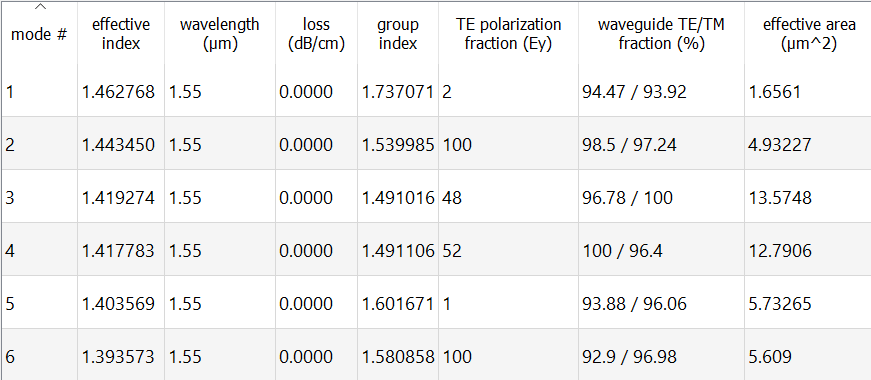 mode # effective index wavelength (µm) loss (dB/cm) group index TE polarization fraction (Ey) waveguide TE/TM fraction (%) effective area (µm^2)
1 1.462768 1.55 0.0000 1.737071 2 94.47 / 93.92 1.6561
2 1.443450 1.55 0.0000 1.539985 100 98.5 / 97.24 4.93227
3 1.419274 1.55 0.0000 1.491016 48 96.78 / 100 13.5748
4 1.417783 1.55 0.0000 1.491106 52 100 / 96.4 12.7906
5 1.403569 1.55 0.0000 1.601671 1 93.88 / 96.06 5.73265
6 1.393573 1.55 0.0000 1.580858 100 92.9 / 96.98 5.609